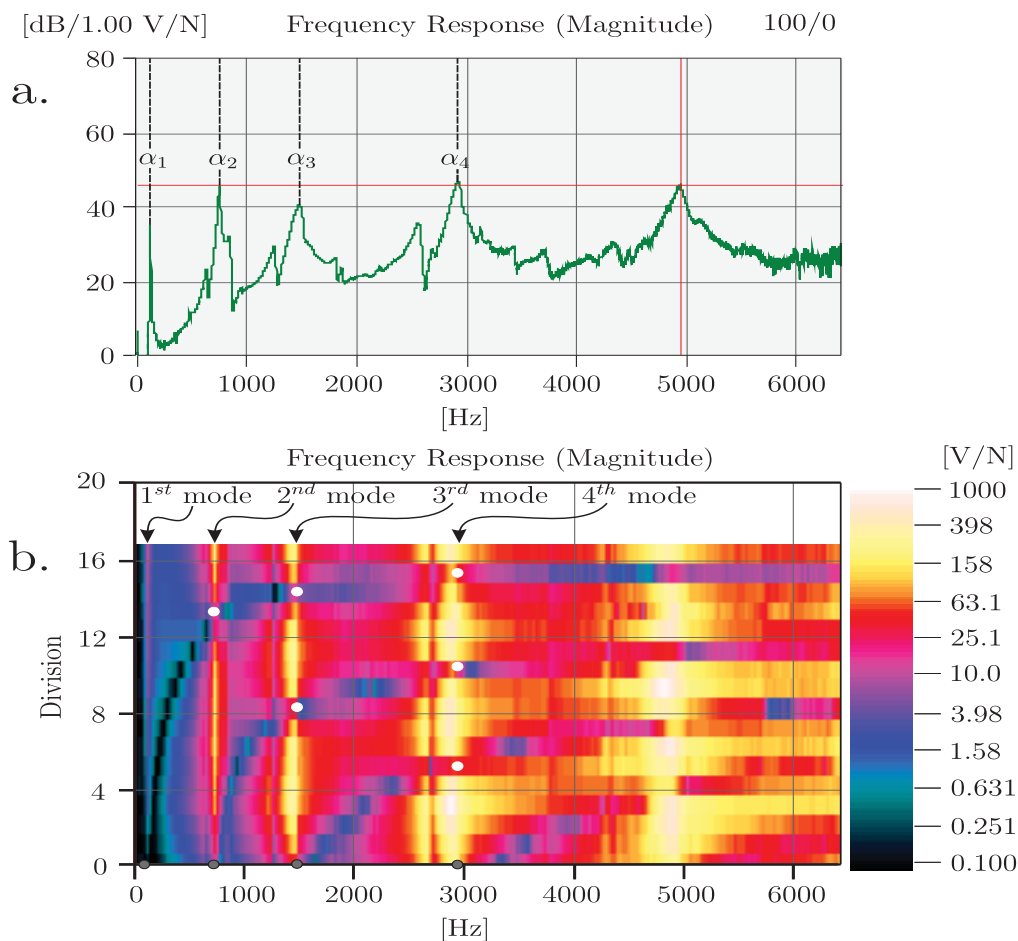 [dB/1.00 V/N] Frequency Response (Magnitude) 100/0
a.
80
60
α1 α2 α3 α4
40
20
0
0 1000 2000 3000 4000 5000 6000
[Hz]
Frequency Response (Magnitude) [V/N]
b.
20
1st mode 2nd mode 3rd mode 4th mode
16
12
8
4
0
Division
0 1000 2000 3000 4000 5000 6000
[Hz]
1000
398
158
63.1
25.1
10.0
3.98
1.58
0.631
0.251
0.100